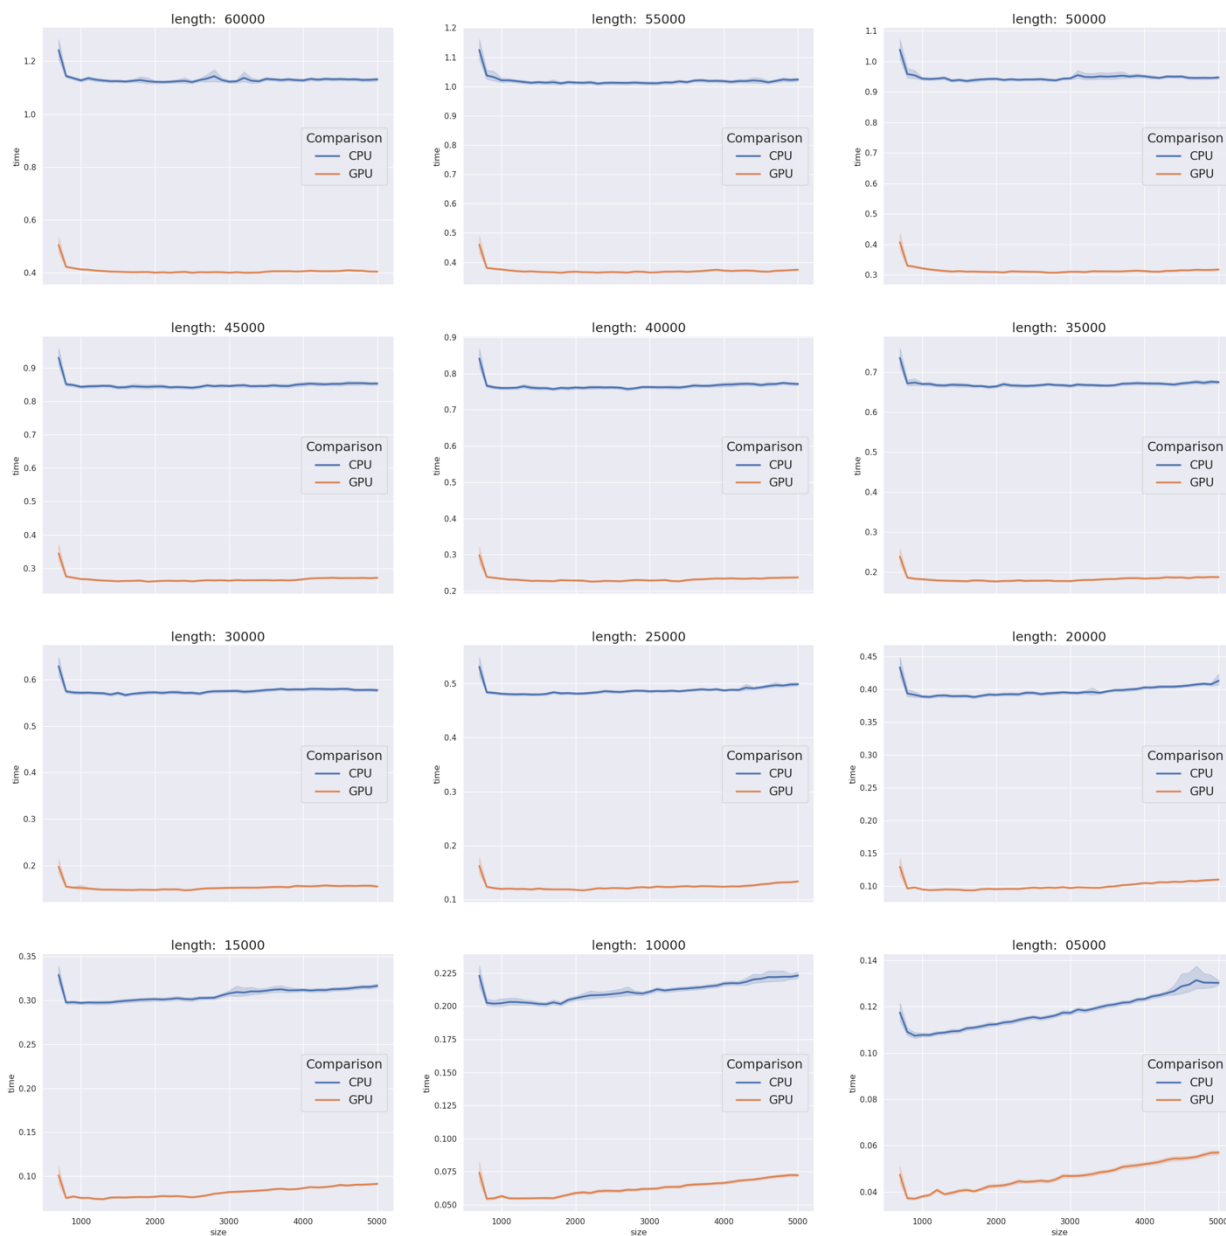 length: 60000
1.2
1.0
0.8
0.6
0.4
time
Comparison
CPU
GPU
length: 55000
1.2
1.1
1.0
0.9
0.8
0.7
0.6
0.5
0.4
0.3
time
Comparison
CPU
GPU
length: 50000
1.1
1.0
0.9
0.8
0.7
0.6
0.5
0.4
0.3
time
Comparison
CPU
GPU
length: 45000
0.9
0.8
0.7
0.6
0.5
0.4
0.3
time
Comparison
CPU
GPU
length: 40000
0.9
0.8
0.7
0.6
0.5
0.4
0.3
0.2
time
Comparison
CPU
GPU
length: 35000
0.7
0.6
0.5
0.4
0.3
0.2
time
Comparison
CPU
GPU
length: 30000
0.6
0.5
0.4
0.3
0.2
time
Comparison
CPU
GPU
length: 25000
0.5
0.4
0.3
0.2
0.1
time
Comparison
CPU
GPU
length: 20000
0.45
0.40
0.35
0.30
0.25
0.20
0.15
0.10
time
Comparison
CPU
GPU
length: 15000
0.35
0.30
0.25
0.20
0.15
0.10
time
Comparison
CPU
GPU
1000 2000 3000 4000 5000
size
length: 10000
0.225
0.200
0.175
0.150
0.125
0.100
0.075
0.050
time
Comparison
CPU
GPU
1000 2000 3000 4000 5000
size
length: 05000
0.14
0.12
0.10
0.08
0.06
0.04
time
Comparison
CPU
GPU
1000 2000 3000 4000 5000
size